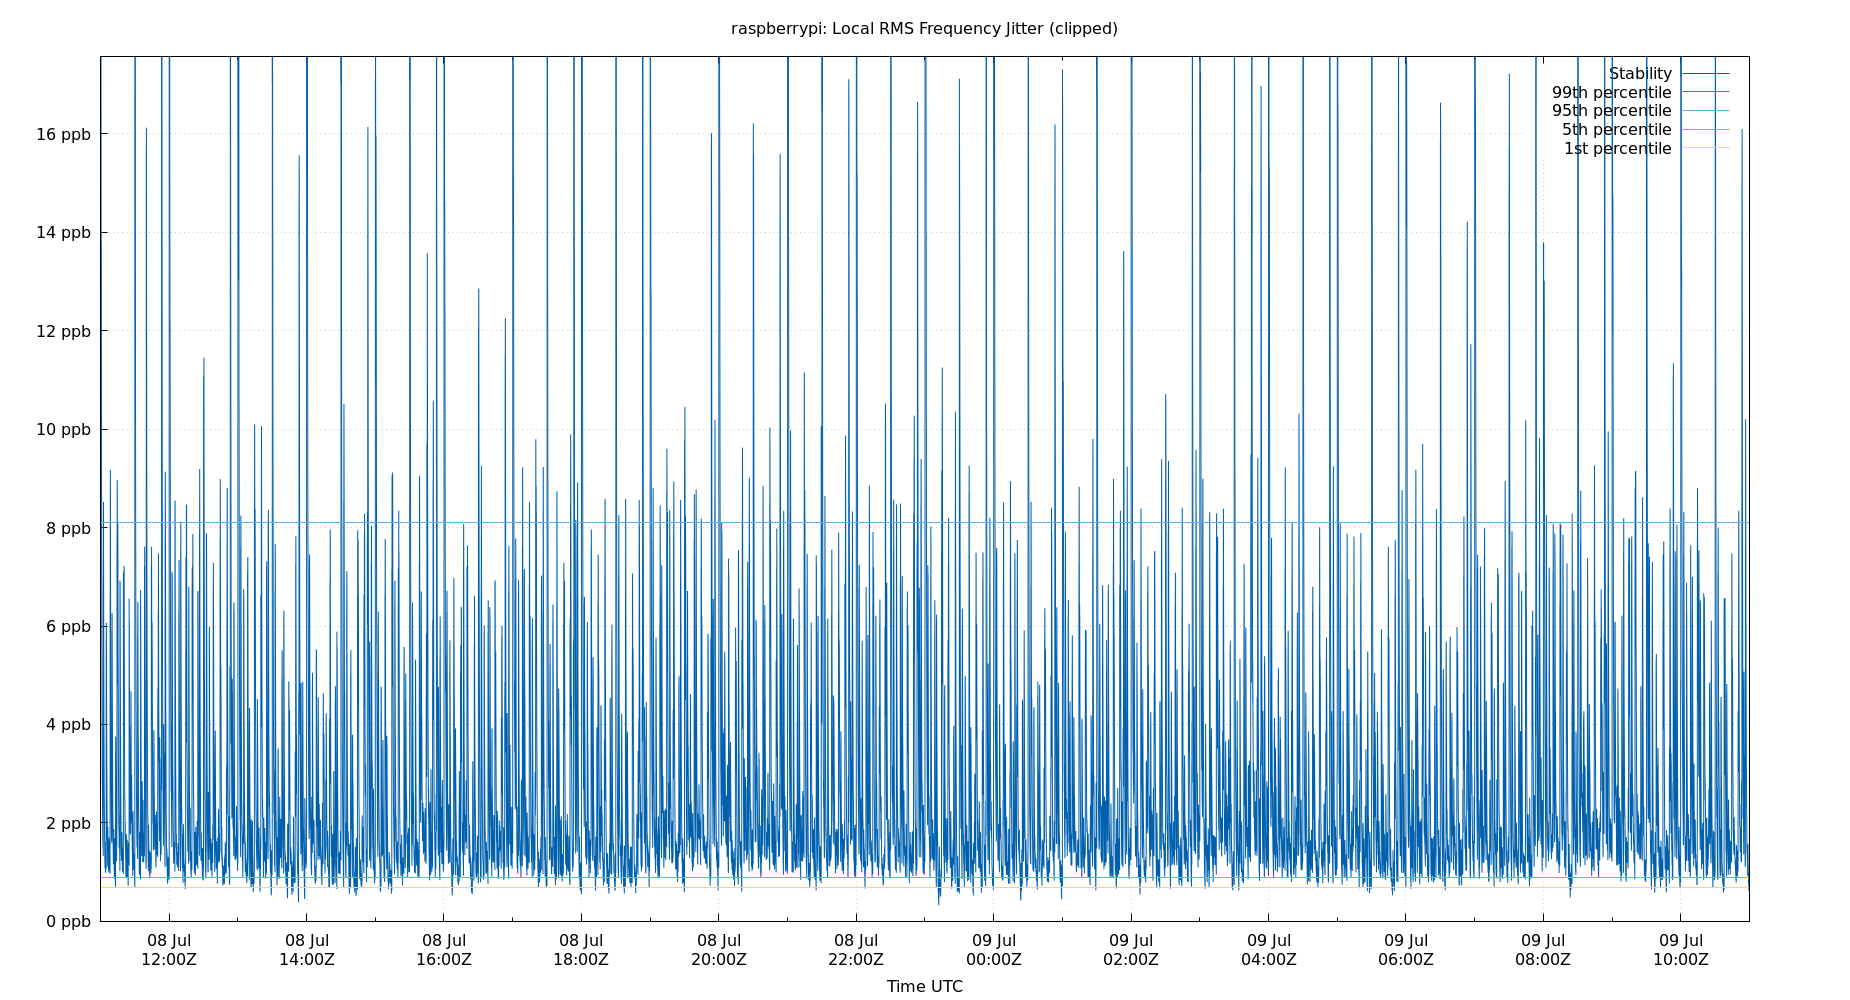 raspberrypi: Local RMS Frequency Jitter (clipped)
Stability
99th percentile
95th percentile
5th percentile
1st percentile
16 ppb
14 ppb
12 ppb
10 ppb
8 ppb
6 ppb
4 ppb
2 ppb
0 ppb
08 Jul 08 Jul 08 Jul 08 Jul 08 Jul 08 Jul 09 Jul 09 Jul 09 Jul 09 Jul 09 Jul 09 Jul
12:00Z 14:00Z 16:00Z 18:00Z 20:00Z 22:00Z 00:00Z 02:00Z 04:00Z 06:00Z 08:00Z 10:00Z
Time UTC